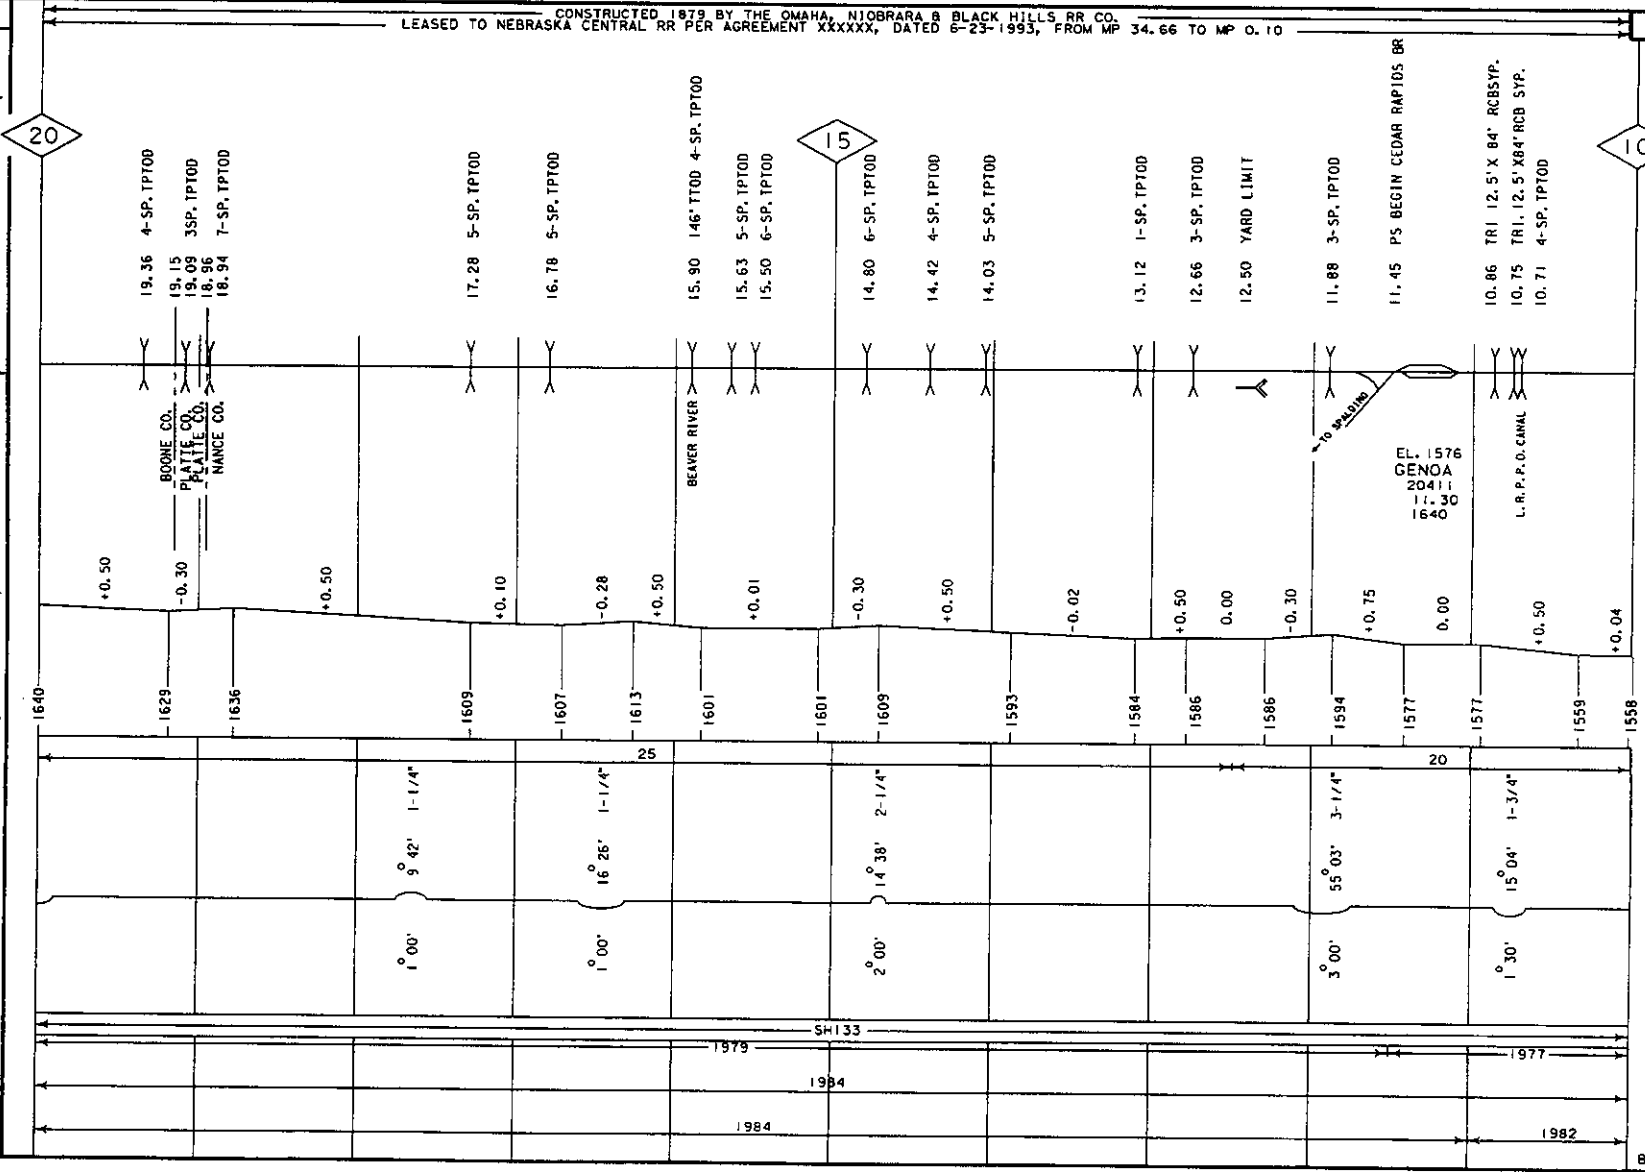 CONSTRUCTED 1879 BY THE OMAHA, NIOBRARA & BLACK HILLS RR CO.
LEASED TO NEBRASKA CENTRAL RR PER AGREEMENT XXXXXX, DATED 6-23-1993, FROM MP 34.66 TO MP 0.10
20
15
10
19.36 4-SP. TPTOD
19.15
19.09 3SP. TPTOD
18.96
18.94 7-SP. TPTOD
17.28 5-SP. TPTOD
16.78 5-SP. TPTOD
15.90 146' TTOD 4-SP. TPTOD
15.63 5-SP. TPTOD
15.50 6-SP. TPTOD
14.80 6-SP. TPTOD
14.42 4-SP. TPTOD
14.03 5-SP. TPTOD
13.12 1-SP. TPTOD
12.66 3-SP. TPTOD
12.50 YARD LIMIT
11.88 3-SP. TPTOD
11.45 PS BEGIN CEDAR RAPIDS BR
10.86 TRI 12.5' X 84' RCBSYP.
10.75 TRI. 12.5' X84' RCB SYP.
10.71 4-SP. TPTOD
BOONE CO.
PLATTE CO.
PLATTE CO.
NANCE CO.
BEAVER RIVER
TO SPALDING
EL. 1576
GENOA
20411
11.30
1640
L.R.P.P.D. CANAL
+0.50
-0.30
+0.50
+0.10
-0.28
+0.50
+0.01
-0.30
+0.50
-0.02
+0.50
0.00
-0.30
+0.75
0.00
+0.50
+0.04
1640
1629
1636
1609
1607
1613
1601
1601
1609
1593
1584
1586
1586
1594
1577
1577
1559
1558
25
20
9°42' 1-1/4"
16°26' 1-1/4"
14°38' 2-1/4"
55°03' 3-1/4"
15°04' 1-3/4"
1°00'
1°00'
2°00'
3°00'
1°30'
SH133
1979
1977
1984
1984
1982